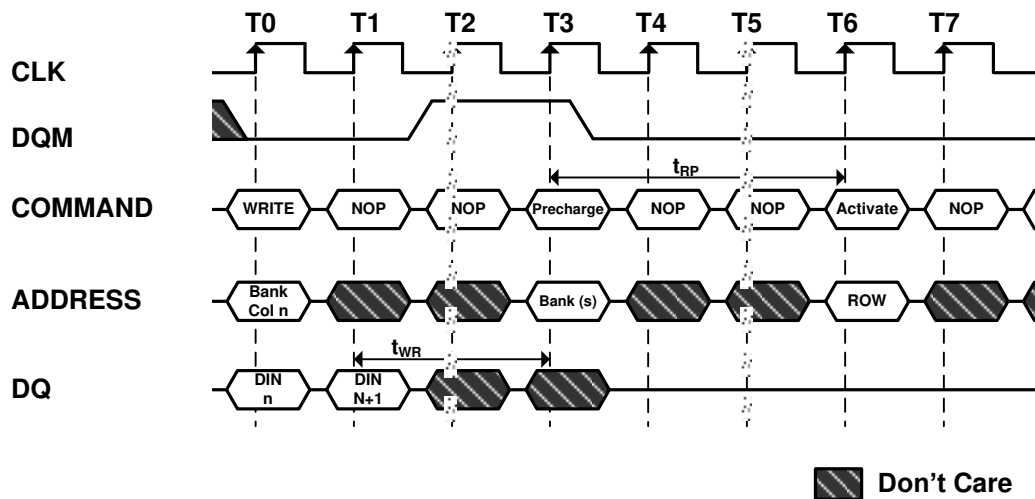 T0 T1 T2 T3 T4 T5 T6 T7
CLK
DQM
tRP
COMMAND WRITE NOP NOP Precharge NOP NOP Activate NOP
ADDRESS Bank Col n Bank (s) ROW
tWR
DQ DIN n DIN N+1
Don't Care